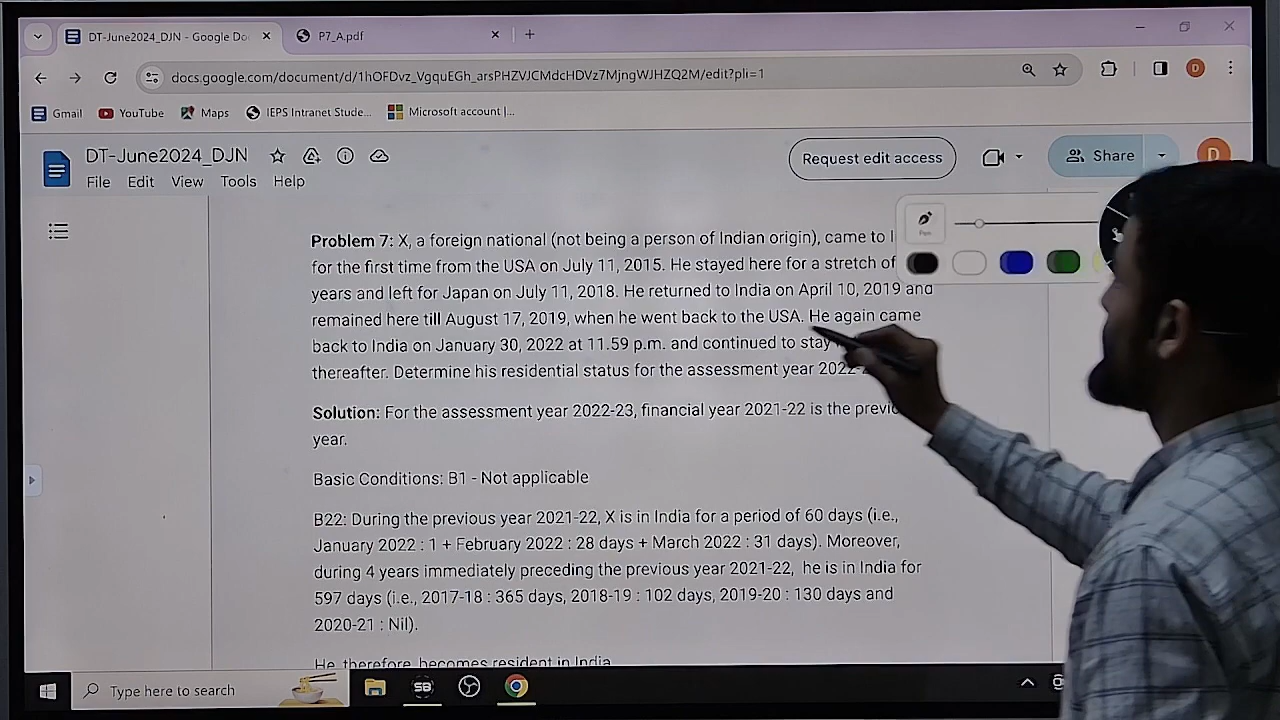 DT-June2024_DJN - Google Do
P7_A.pdf
docs.google.com/document/d/1hOFDvz_VgquEGh_arsPHZVJCMdcHDVz7MjngWJHZQ2M/edit?pli=1
D
Gmail
YouTube
Maps
IEPS Intranet Stude...
Microsoft account |...
DT-June2024_DJN
Request edit access
Share
D
File Edit View Tools Help
Pen
Problem 7: X, a foreign national (not being a person of Indian origin), came to I
for the first time from the USA on July 11, 2015. He stayed here for a stretch of
years and left for Japan on July 11, 2018. He returned to India on April 10, 2019 and
remained here till August 17, 2019, when he went back to the USA. He again came
back to India on January 30, 2022 at 11.59 p.m. and continued to stay
thereafter. Determine his residential status for the assessment year 2022-
Solution: For the assessment year 2022-23, financial year 2021-22 is the previo
year.
Basic Conditions: B1 - Not applicable
B22: During the previous year 2021-22, X is in India for a period of 60 days (i.e.,
January 2022 : 1 + February 2022 : 28 days + March 2022 : 31 days). Moreover,
during 4 years immediately preceding the previous year 2021-22, he is in India for
597 days (i.e., 2017-18 : 365 days, 2018-19 : 102 days, 2019-20 : 130 days and
2020-21 : Nil).
He, therefore, becomes resident in India
Type here to search